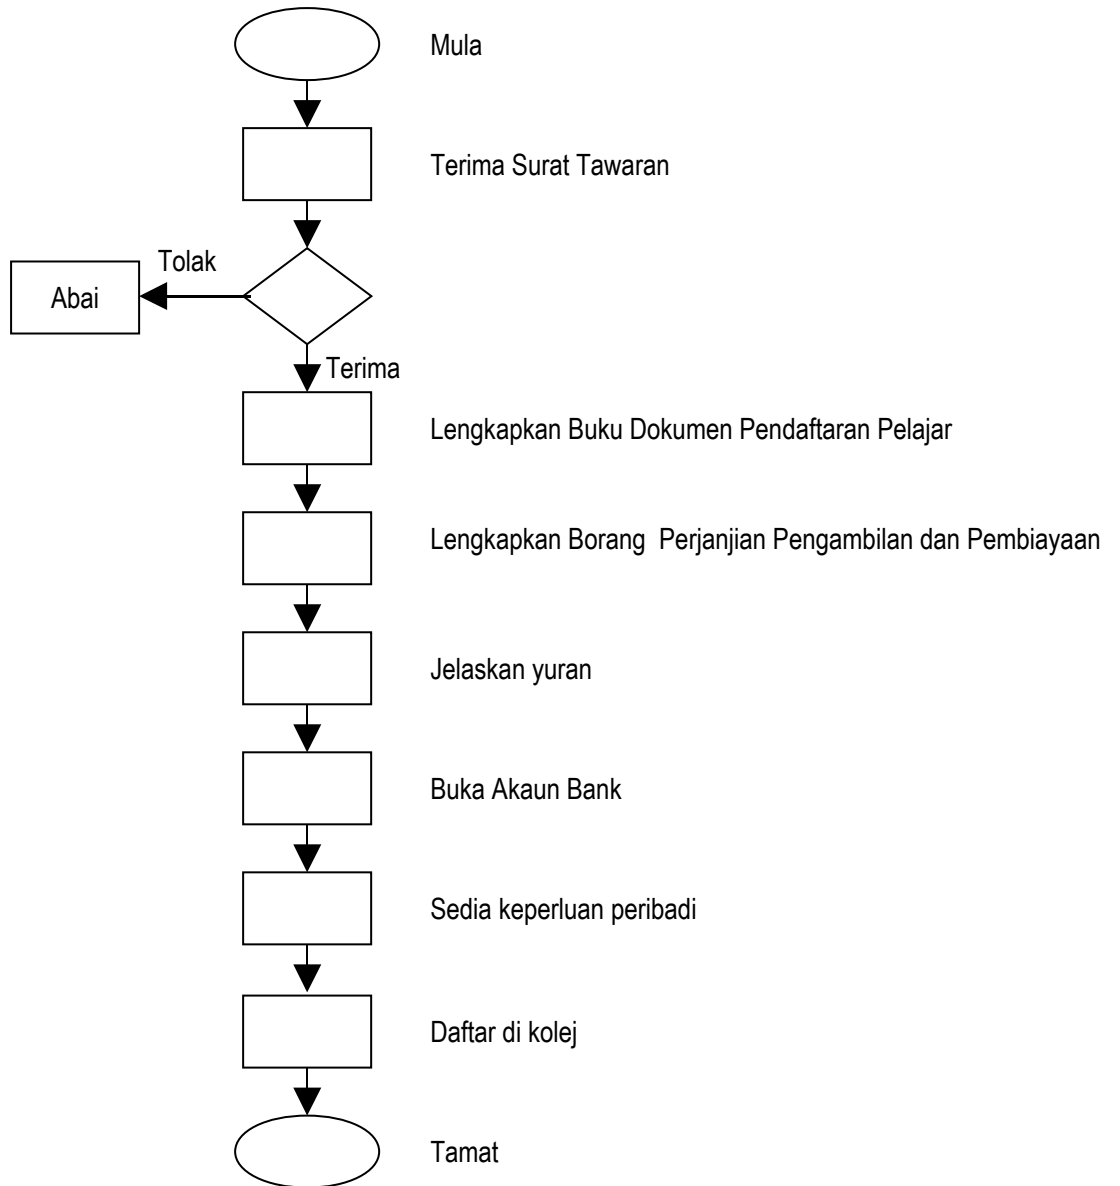 Mula
Terima Surat Tawaran
Tolak
Abai
Terima
Lengkapkan Buku Dokumen Pendaftaran Pelajar
Lengkapkan Borang  Perjanjian Pengambilan dan Pembiayaan
Jelaskan yuran
Buka Akaun Bank
Sedia keperluan peribadi
Daftar di kolej
Tamat